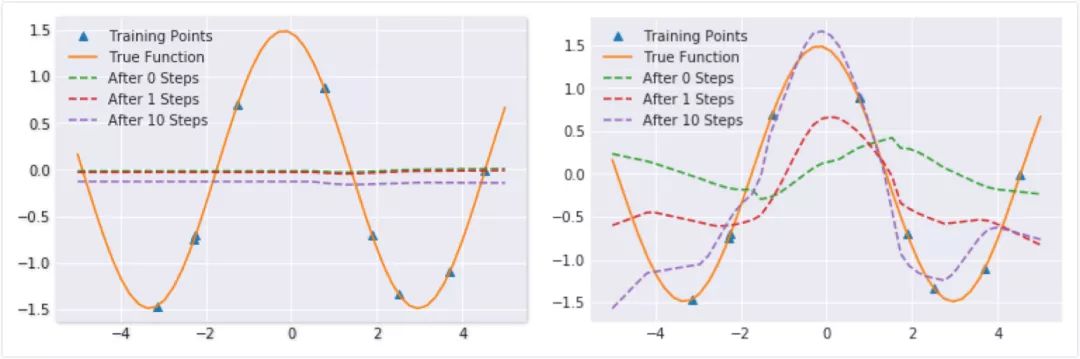 1.5
1.0
0.5
0.0
−0.5
−1.0
−1.5
Training Points
True Function
After 0 Steps
After 1 Steps
After 10 Steps
−4 −2 0 2 4
1.5
1.0
0.5
0.0
−0.5
−1.0
−1.5
Training Points
True Function
After 0 Steps
After 1 Steps
After 10 Steps
−4 −2 0 2 4